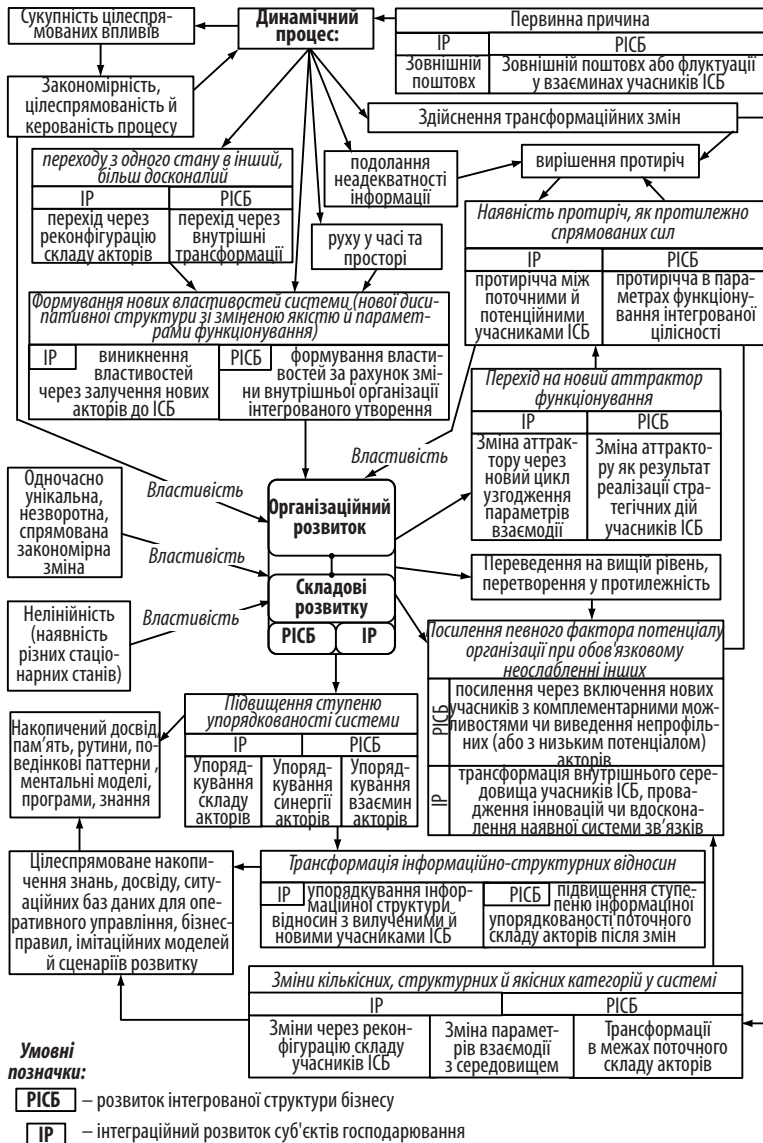 Сукупність цілеспря-
мованих впливів
Динамічний
процес:
Первинна причина
ІР
РІСБ
Зовнішній
поштовх
Зовнішній поштовх або флуктуації
у взаєминах учасників ІСБ
Закономірність,
цілеспрямованість й
керованість процесу
Здійснення трансформаційних змін
переходу з одного стану в інший,
більш досконалий
ІР
РІСБ
перехід через
реконфігурацію
складу акторів
перехід через
внутрішні
трансформації
подолання
неадекватності
інформації
вирішення протиріч
руху у часі та
просторі
Наявність протиріч, як протилежно
спрямованих сил
ІР
РІСБ
протирічча між
поточними й
потенційними
учасниками ІСБ
протирічча в пара-
метрах функціону-
вання інтегрованої
цілісності
Формування нових властивостей системи (нової диси-
пативної структури зі зміненою якістю й парамет-
рами функціонування)
ІР
виникнення
властивостей
через залучення нових
акторів до ІСБ
РІСБ
формування власти-
востей за рахунок змі-
ни внутрішньої організації
інтегрованого утворення
Перехід на новий аттрактор
функціонування
ІР
РІСБ
Зміна аттрак-
тору через
новий цикл
узгодження
параметрів
взаємодії
Зміна аттракто-
ру як результат
реалізації стра-
тегічних дій
учасників ІСБ
Властивість
Одночасно
унікальна,
незворотна,
спрямована
закономірна
зміна
Властивість
Організаційний
розвиток
Властивість
Складові
розвитку
РІСБ
ІР
Переведення на вищій рівень,
перетворення у протилежність
Нелінійність
(наявність
різних стаціо-
нарних станів)
Властивість
Посилення певного фактора потенціалу
організації при обов'язковому
неослабленні інших
РІСБ
посилення через включення нових
учасників з комплементарними мож-
ливостями чи виведення непрофіль-
них (або з низьким потенціалом)
акторів
ІР
трансформація внутрішнього сере-
довища учасників ІСБ, прова-
дження інновацій чи вдоскона-
лення наявної системи зв'язків
Підвищення ступеню
упорядкованості системи
ІР
РІСБ
Упоряд-
кування
складу
акторів
Упоряд-
кування
синергії
акторів
Упоряд-
кування
взаємин
акторів
Накопичений досвід,
пам'ять, рутини, по-
ведінкові паттерни ,
ментальні моделі,
програми, знання
Цілеспрямоване накопи-
чення знань, досвіду, ситу-
аційних баз даних для опе-
ративного управління, бізнес-
правил, імітаційних моделей
й сценаріїв розвитку
Трансформація інформаційно-структурних відносин
ІР
упорядкування інфор-
маційної структури
відносин з вилученими й
новими учасниками ІСБ
РІСБ
підвищення ступе-
неню інформаціної
упорядкованості поточного
складу акторів після змін
Зміни кількісних, структурних й якісних категорій у системі
ІР
РІСБ
Зміни через рекон-
фігурацію складу
учасників ІСБ
Зміна парамет-
рів взаємодії
з середовищем
Трансформації
в межах поточного
складу акторів
Умовні
позначки:
РІСБ – розвиток інтегрованої структури бізнесу
ІР – інтеграційний розвиток суб'єктів господарювання